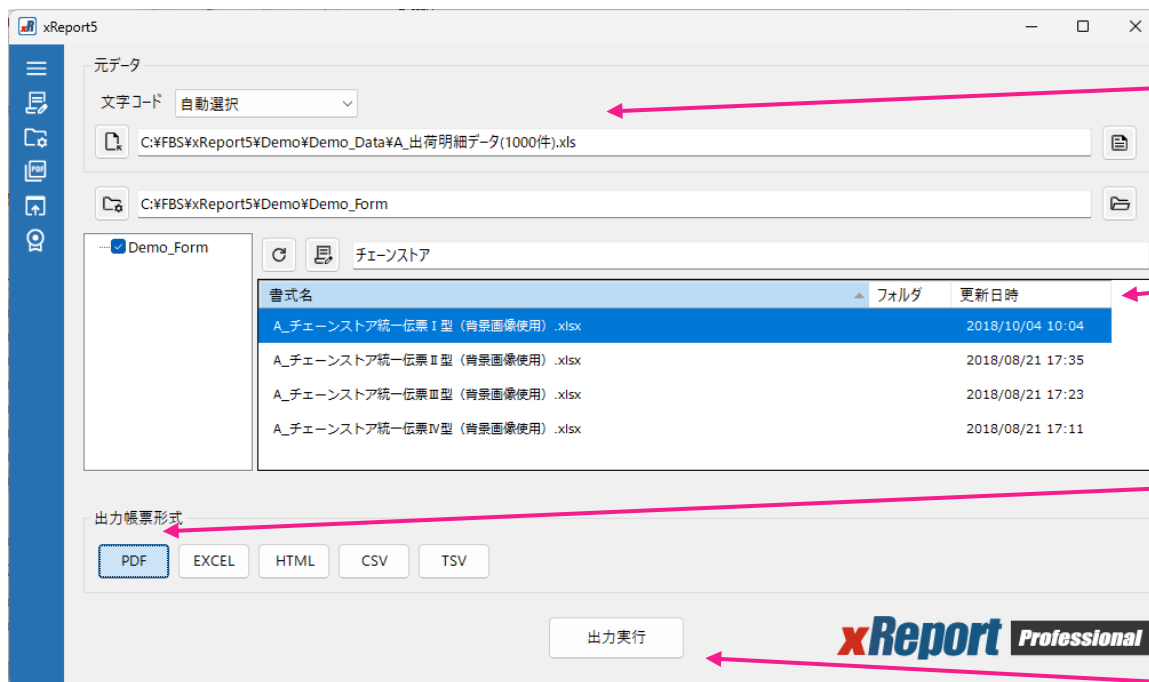 xR xReport5
元データ
文字コード 自動選択
C:¥FBS¥xReport5¥Demo¥Demo_Data¥A_出荷明細データ(1000件).xls
PDF
C:¥FBS¥xReport5¥Demo¥Demo_Form
Demo_Form
チェーンストア
書式名 フォルダ 更新日時
A_チェーンストア統一伝票Ⅰ型（背景画像使用）.xlsx 2018/10/04 10:04
A_チェーンストア統一伝票Ⅱ型（背景画像使用）.xlsx 2018/08/21 17:35
A_チェーンストア統一伝票Ⅲ型（背景画像使用）.xlsx 2018/08/21 17:23
A_チェーンストア統一伝票Ⅳ型（背景画像使用）.xlsx 2018/08/21 17:11
出力帳票形式
PDF EXCEL HTML CSV TSV
出力実行
xReport Professional